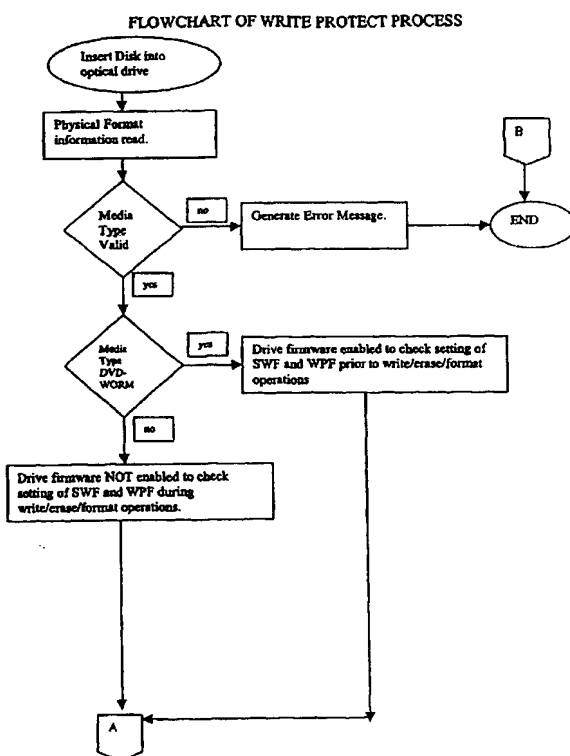 FLOWCHART OF WRITE PROTECT PROCESS
Insert Disk into
optical drive
Physical Format
information read.
B
Media
Type
Valid
no
Generate Error Message.
END
yes
Media
Type
DVD-
WORM
yes
Drive firmware enabled to check setting of
SWF and WPF prior to write/erase/format
operations
no
Drive firmware NOT enabled to check
setting of SWF and WPF during
write/erase/format operations.
A